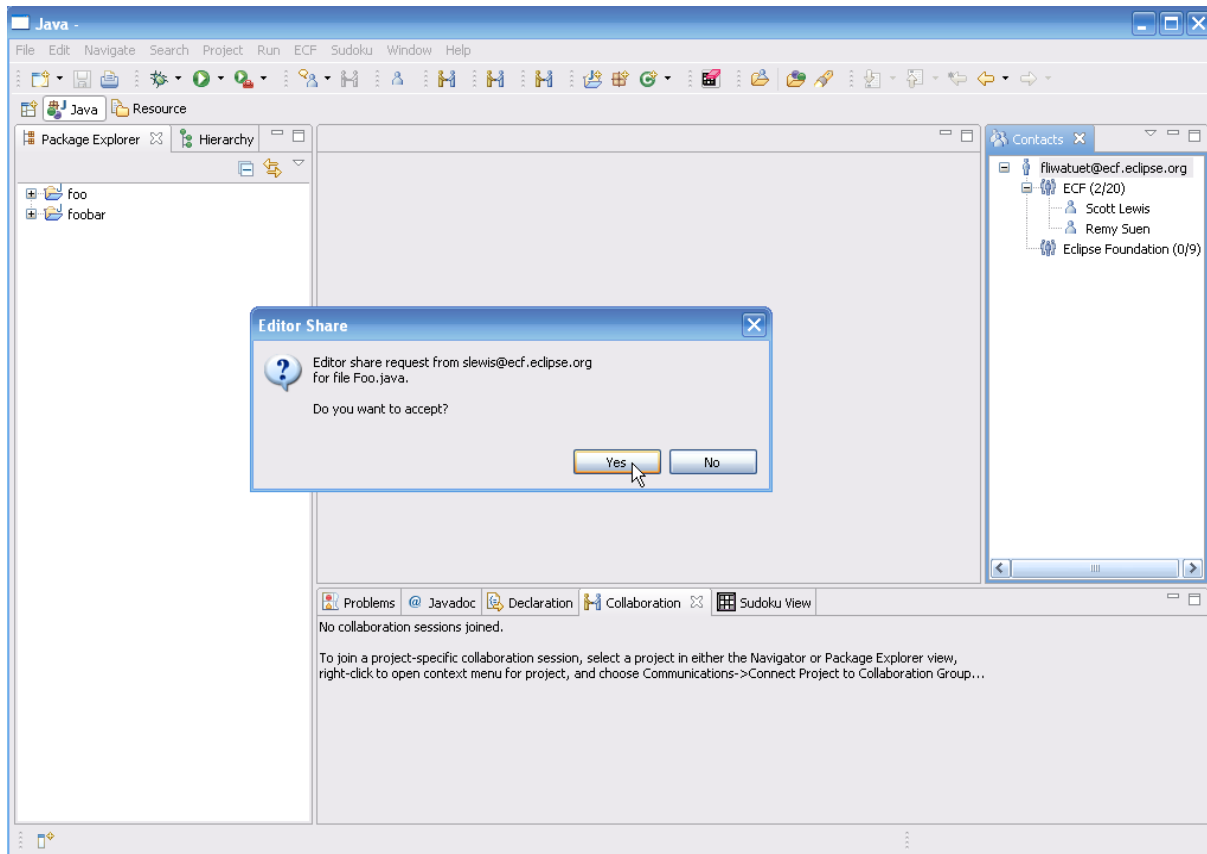 Java -
File Edit Navigate Search Project Run ECF Sudoku Window Help
Java Resource
Package Explorer Hierarchy
foo
foobar
Contacts
fliwatuet@ecf.eclipse.org
ECF (2/20)
Scott Lewis
Remy Suen
Eclipse Foundation (0/9)
Editor Share
Editor share request from slewis@ecf.eclipse.org
for file Foo.java.
Do you want to accept?
Yes No
Problems @ Javadoc Declaration Collaboration Sudoku View
No collaboration sessions joined.
To join a project-specific collaboration session, select a project in either the Navigator or Package Explorer view,
right-click to open context menu for project, and choose Communications->Connect Project to Collaboration Group...